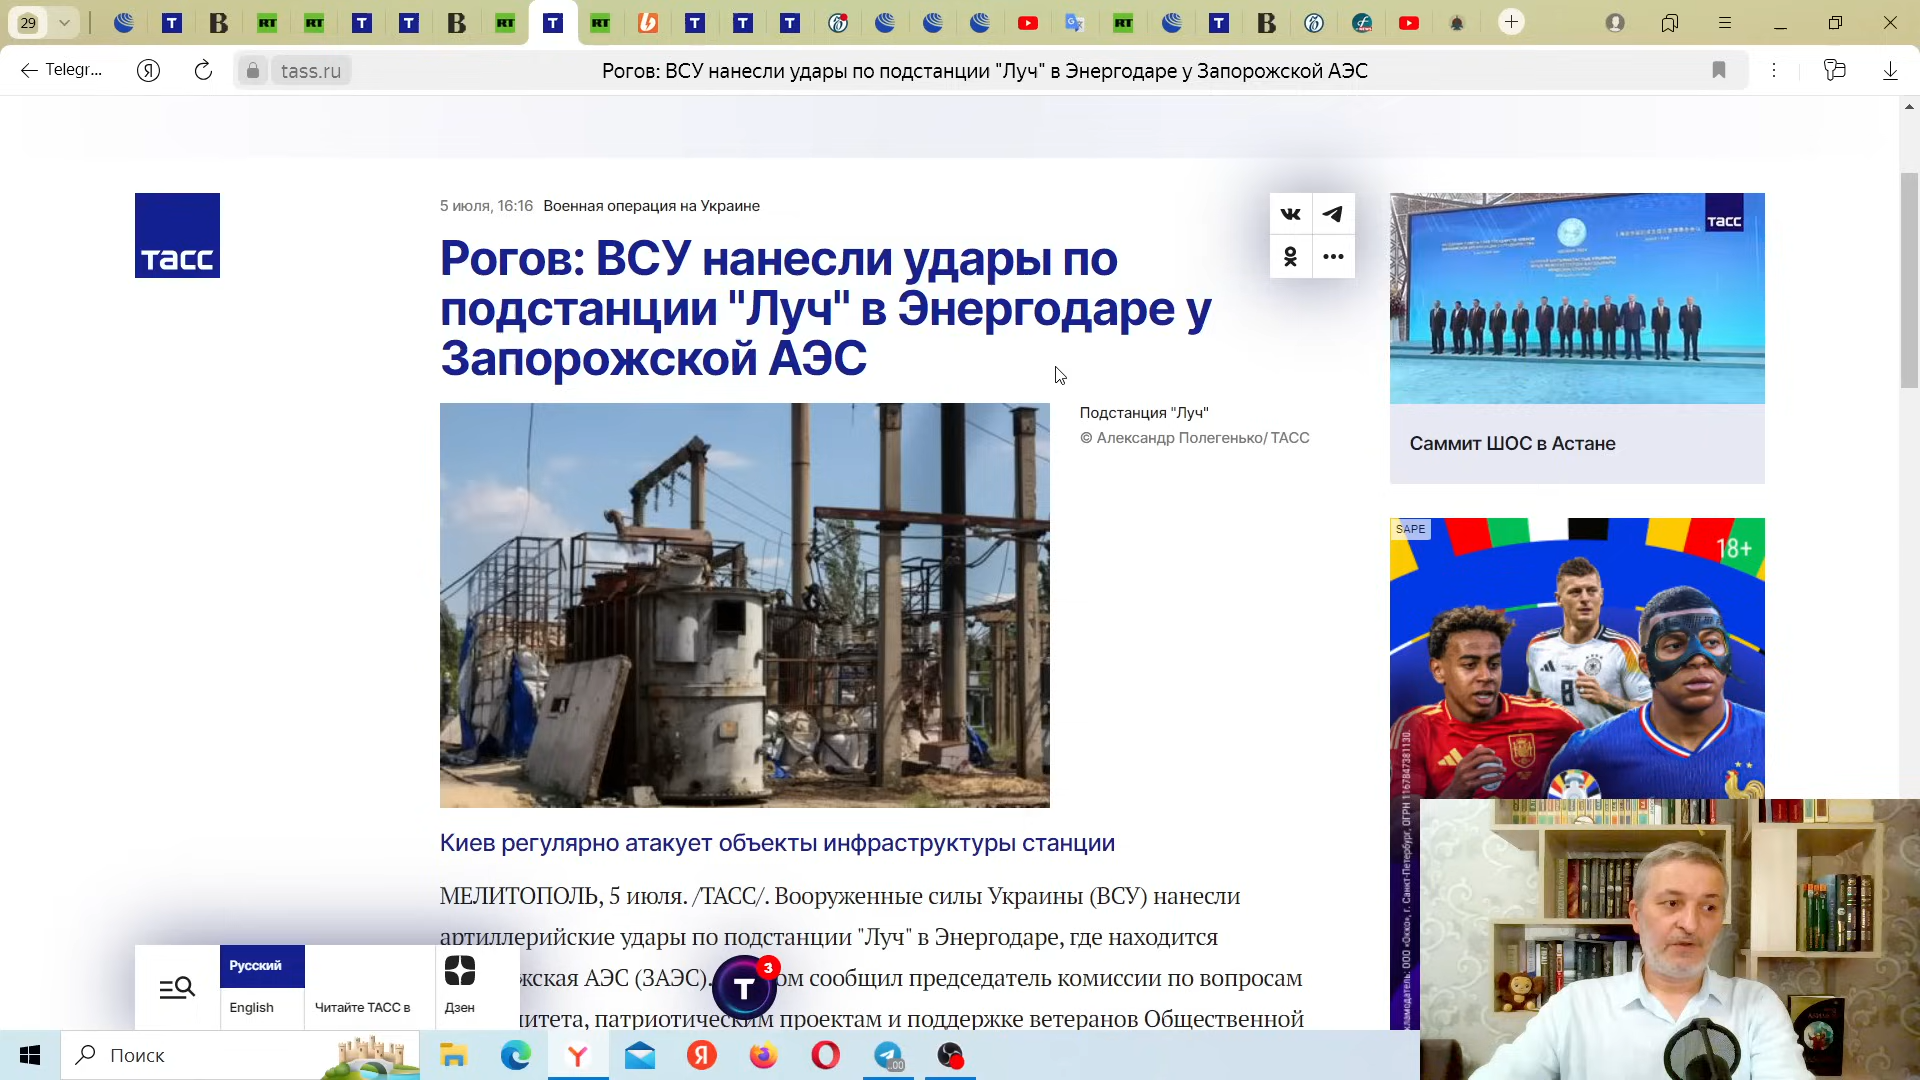 29
Telegr...
tass.ru
Рогов: ВСУ нанесли удары по подстанции "Луч" в Энергодаре у Запорожской АЭС
ТАСС
5 июля, 16:16 Военная операция на Украине
Рогов: ВСУ нанесли удары по
подстанции "Луч" в Энергодаре у
Запорожской АЭС
Подстанция "Луч"
© Александр Полегенько/ ТАСС
ТАСС
Саммит ШОС в Астане
SAPE
18+
8
Киев регулярно атакует объекты инфраструктуры станции
МЕЛИТОПОЛЬ, 5 июля. /ТАСС/. Вооруженные силы Украины (ВСУ) нанесли
артиллерийские удары по подстанции "Луч" в Энергодаре, где находится
жская АЭС (ЗАЭС). ом сообщил председатель комиссии по вопросам
итета, патриотическим проектам и поддержке ветеранов Общественной
Русский
English
Читайте ТАСС в
Дзен
T
3
Поиск